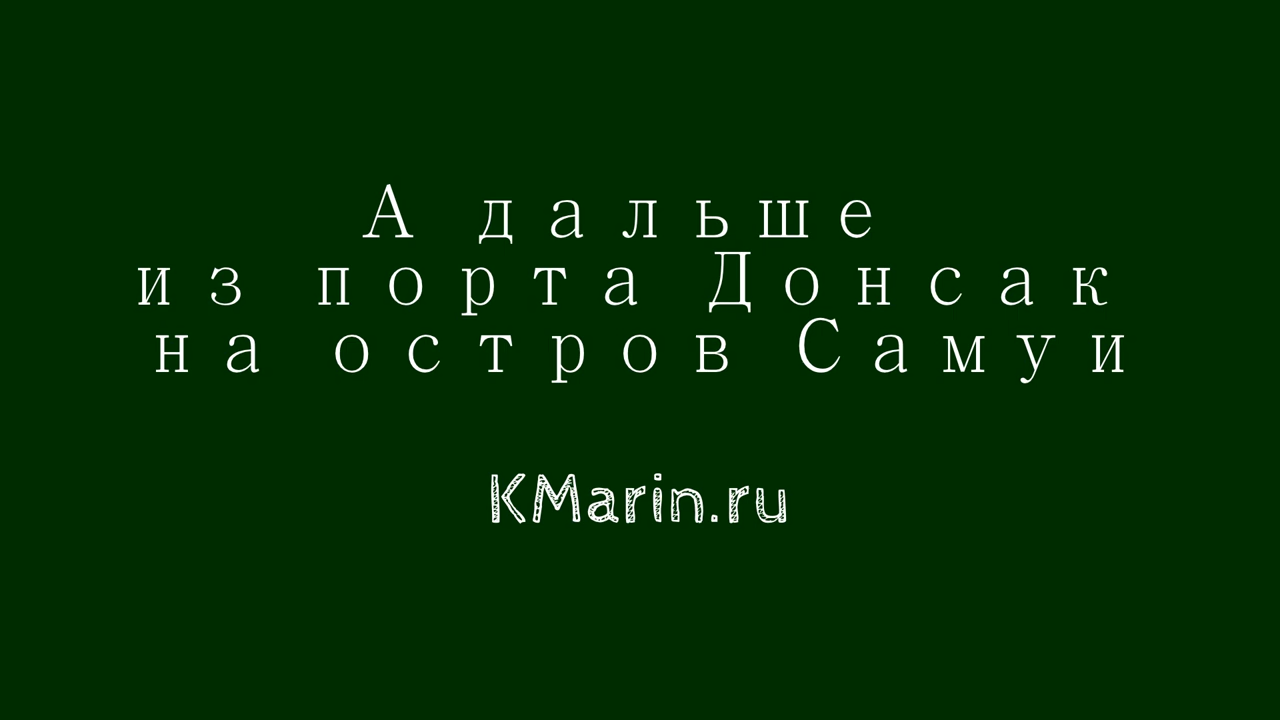 А дальше
из порта Донсак
на остров Самуи
KMarin.ru